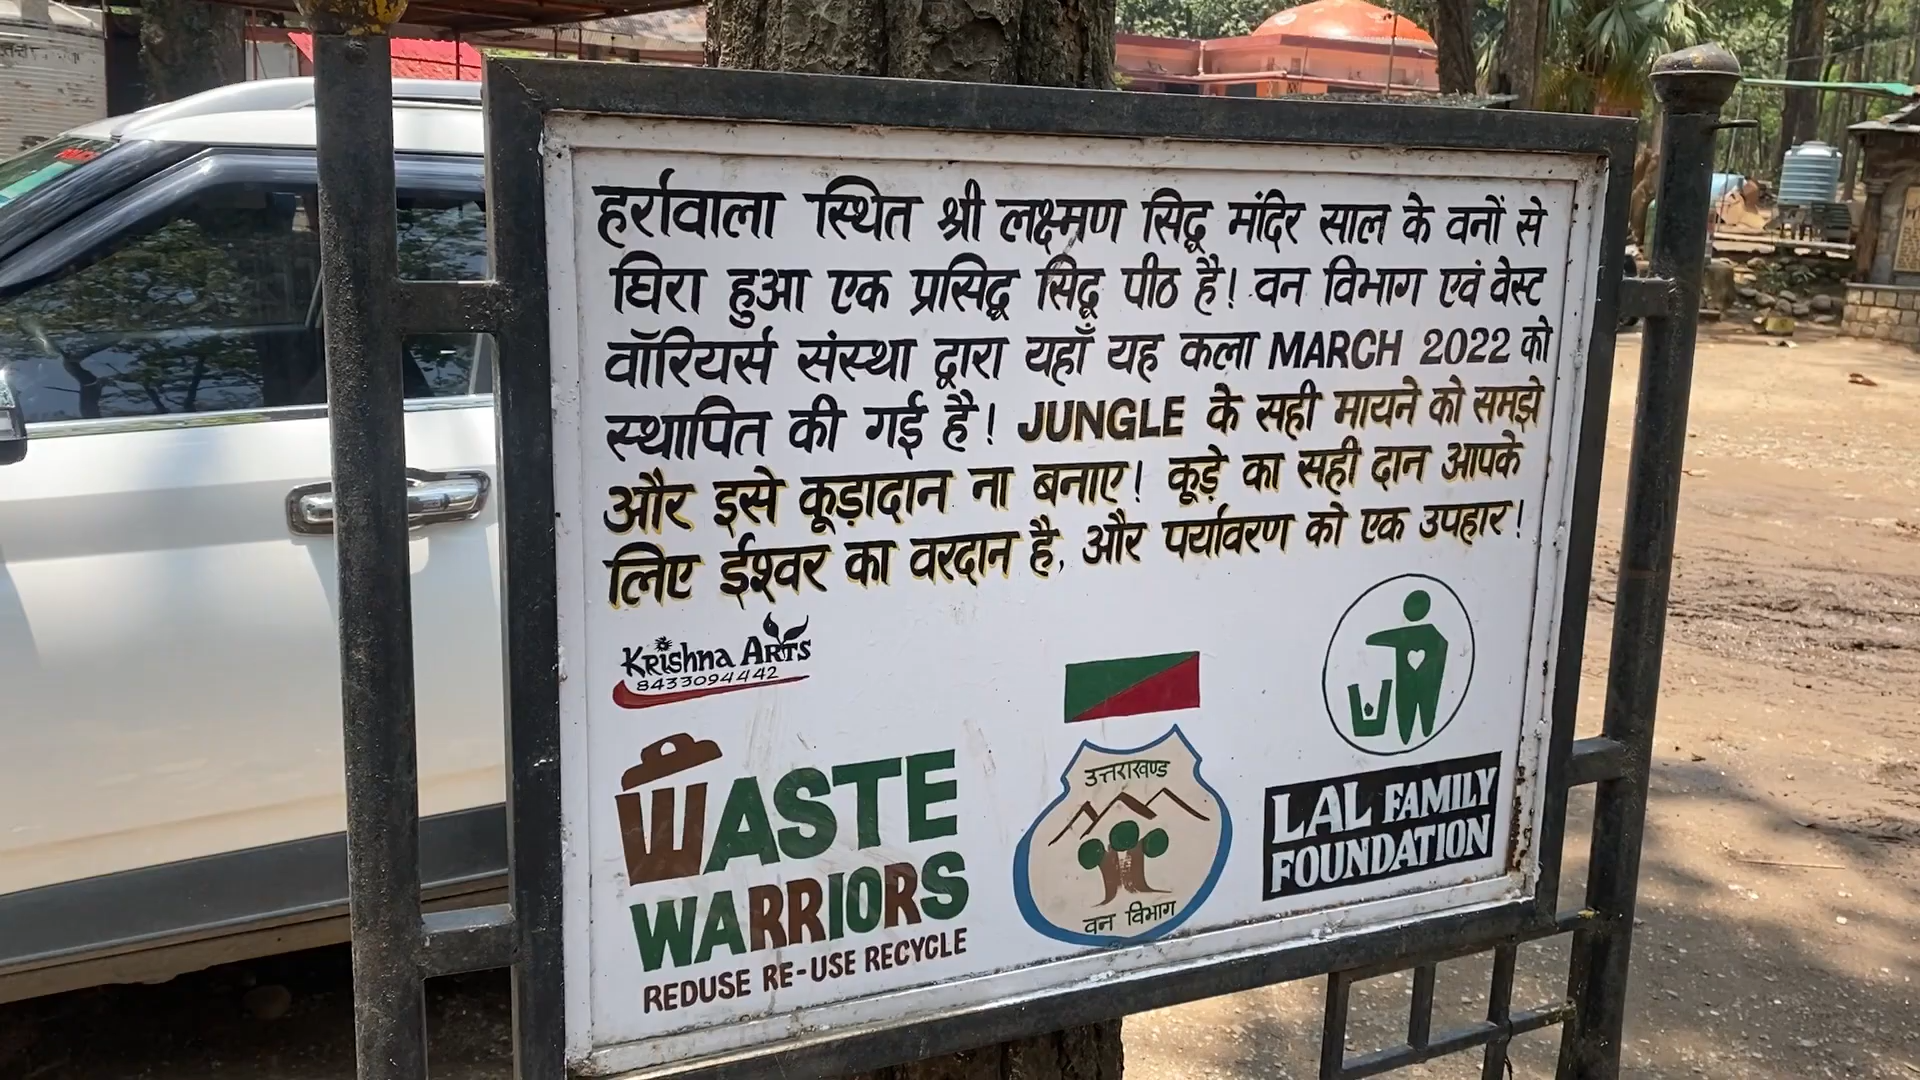 हर्रावाला स्थित श्री लक्ष्मण सिद्ध मंदिर साल के वनों से
घिरा हुआ एक प्रसिद्ध सिद्ध पीठ है! वन विभाग एवं वेस्ट
वॉरियर्स संस्था द्वारा यहाँ यह कला MARCH 2022 को
स्थापित की गई है! JUNGLE के सही मायने को समझे
और इसे कूड़ादान ना बनाए! कूड़े का सही दान आपके
लिए ईश्वर का वरदान है, और पर्यावरण को एक उपहार!
Krishna ARTS
8433094442
WASTE
WARRIORS
REDUSE RE-USE RECYCLE
उत्तराखण्ड
वन विभाग
LAL FAMILY
FOUNDATION